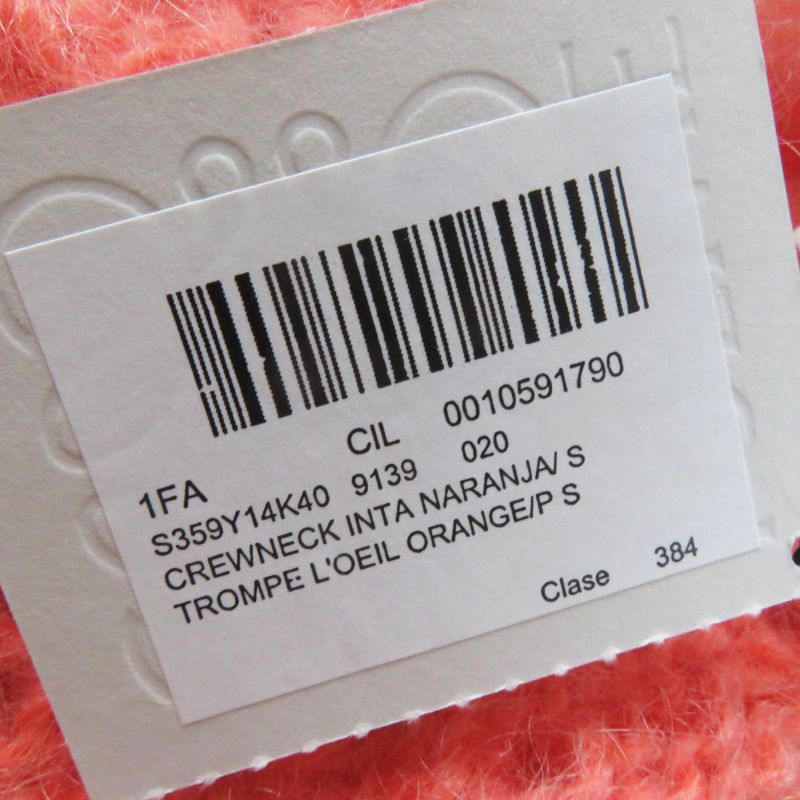 CIL 0010591790
1FA
S359Y14K40 9139 020
CREWNECK INTA NARANJA/ S
TROMPE L'OEIL ORANGE/P S
Clase 384